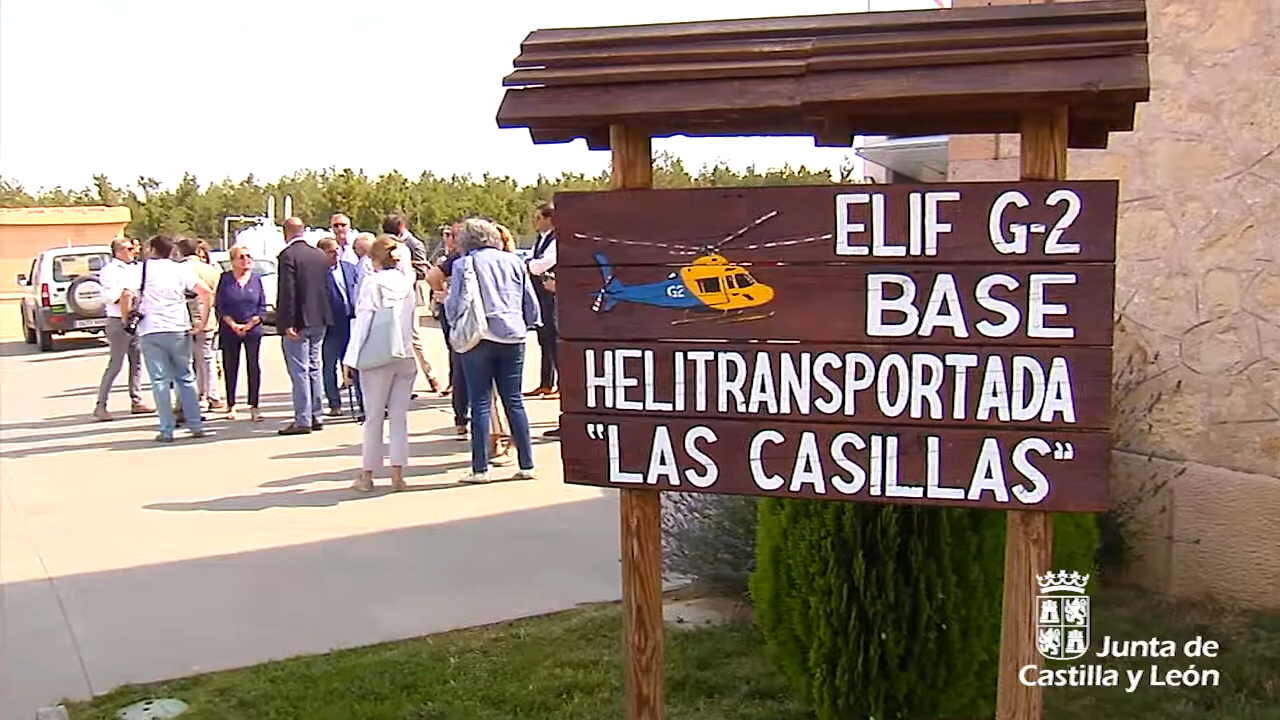 ELIF G-2
G2
BASE
HELITRANSPORTADA
"LAS CASILLAS"
Junta de
Castilla y León